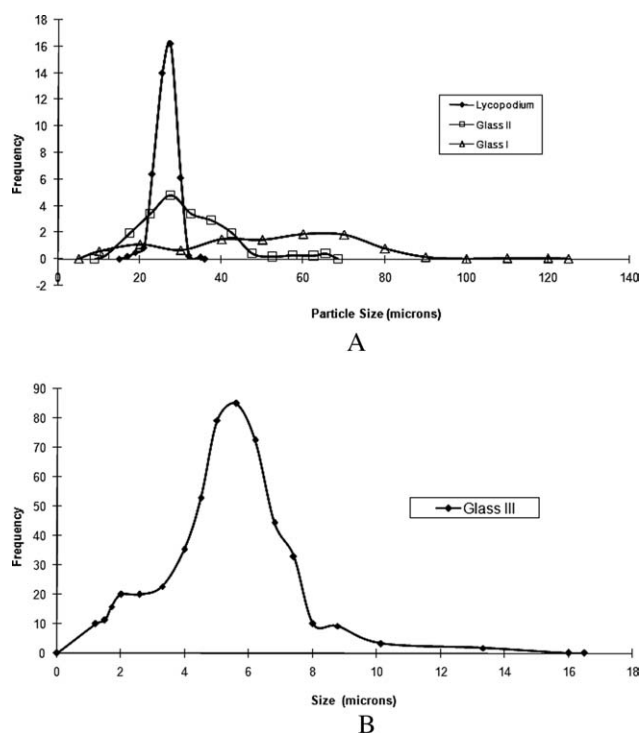 18
16
14
12
10
8
6
4
2
0
-2
Frequency
Lycopodium
Glass II
Glass I
0 20 40 60 80 100 120 140
Particle Size (microns)
A
90
80
70
60
50
40
30
20
10
0
Frequency
Glass III
0 2 4 6 8 10 12 14 16 18
Size (microns)
B